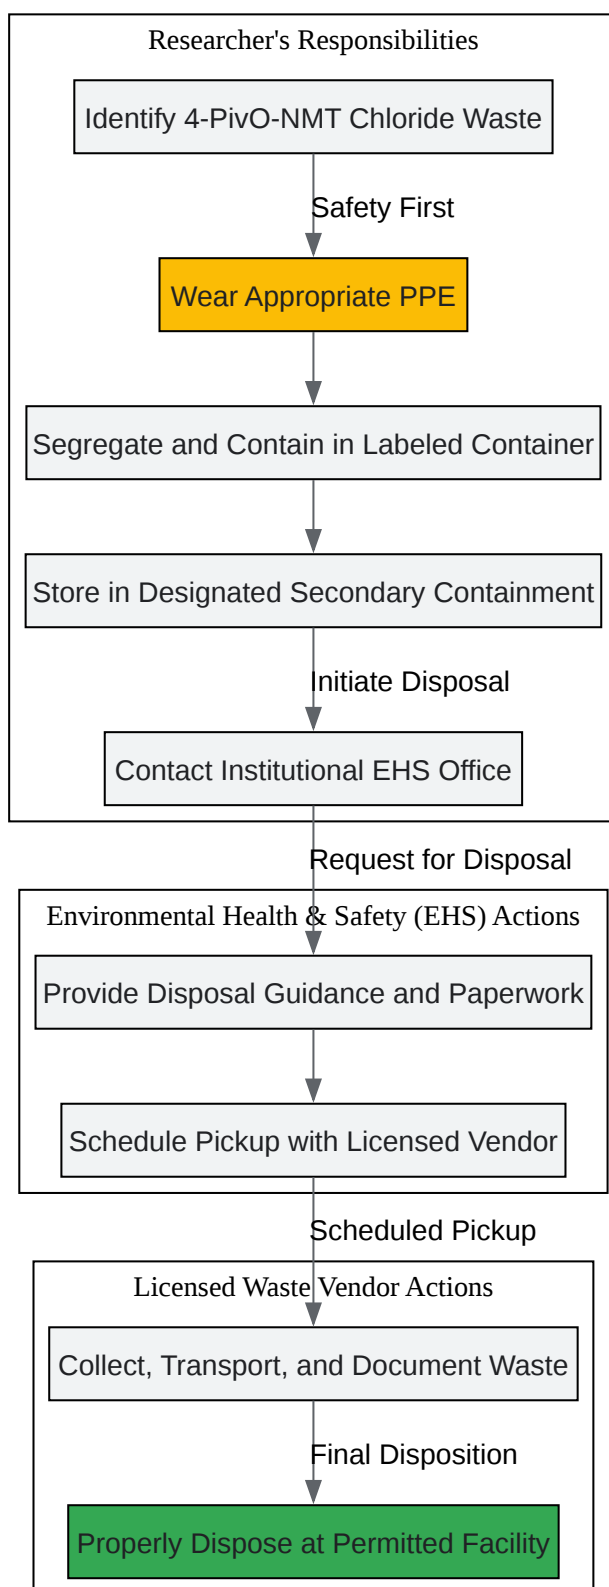 Researcher's Responsibilities
Identify 4-PivO-NMT Chloride Waste
Safety First
Wear Appropriate PPE
Segregate and Contain in Labeled Container
Store in Designated Secondary Containment
Initiate Disposal
Contact Institutional EHS Office
Request for Disposal
Environmental Health & Safety (EHS) Actions
Provide Disposal Guidance and Paperwork
Schedule Pickup with Licensed Vendor
Scheduled Pickup
Licensed Waste Vendor Actions
Collect, Transport, and Document Waste
Final Disposition
Properly Dispose at Permitted Facility